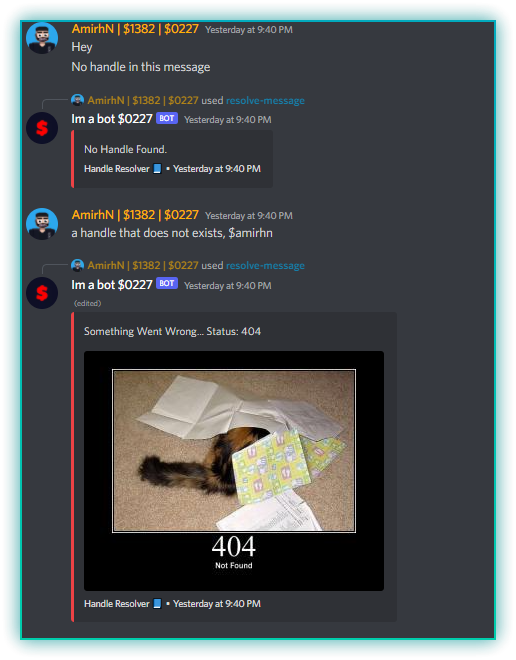 AmirhN | $1382 | $0227 Yesterday at 9:40 PM
Hey
No handle in this message
AmirhN | $1382 | $0227 used resolve-message
Im a bot $0227 BOT Yesterday at 9:40 PM
No Handle Found.
Handle Resolver • Yesterday at 9:40 PM
AmirhN | $1382 | $0227 Yesterday at 9:40 PM
a handle that does not exists, $amirhn
AmirhN | $1382 | $0227 used resolve-message
Im a bot $0227 BOT Yesterday at 9:40 PM
(edited)
Something Went Wrong... Status: 404
404
Not Found
Handle Resolver • Yesterday at 9:40 PM